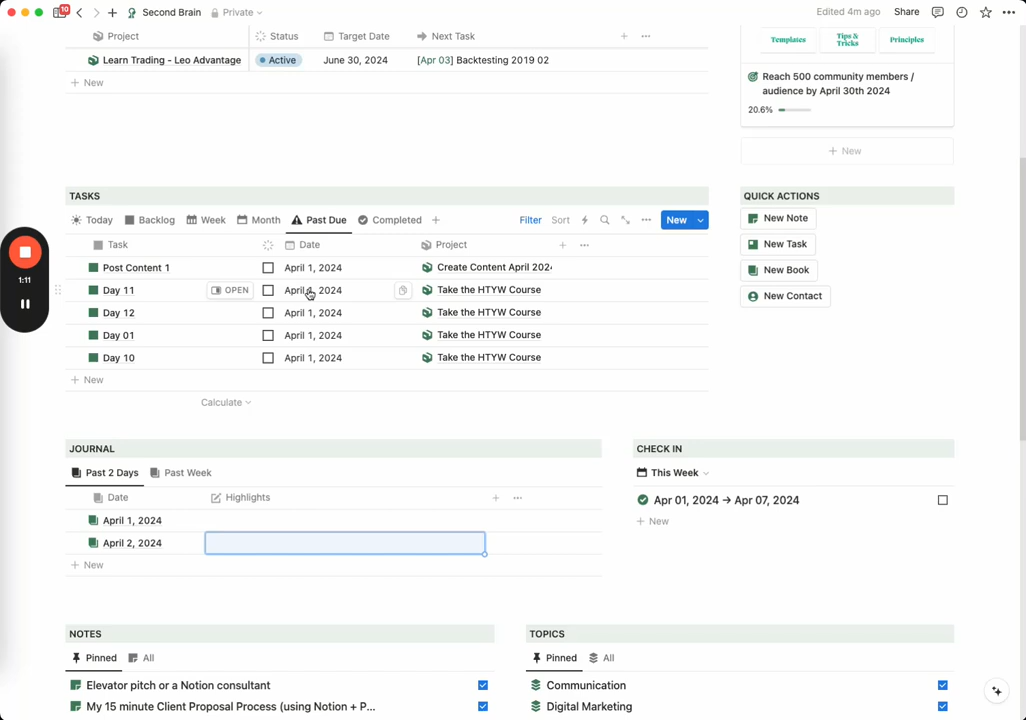 10 Second Brain Private Edited 4m ago Share
Project Status Target Date Next Task
Learn Trading - Leo Advantage Active June 30, 2024 [Apr 03] Backtesting 2019 02
New
Templates Tips & Tricks Principles
Reach 500 community members /
audience by April 30th 2024
20.6%
New
TASKS
Today Backlog Week Month Past Due Completed Filter Sort New
Task Date Project
Post Content 1 April 1, 2024 Create Content April 2024
Day 11 OPEN April 1, 2024 Take the HTYW Course
Day 12 April 1, 2024 Take the HTYW Course
Day 01 April 1, 2024 Take the HTYW Course
Day 10 April 1, 2024 Take the HTYW Course
New
Calculate
QUICK ACTIONS
New Note
New Task
New Book
New Contact
1:11
JOURNAL
Past 2 Days Past Week
Date Highlights
April 1, 2024
April 2, 2024
New
CHECK IN
This Week
Apr 01, 2024 → Apr 07, 2024
New
NOTES
Pinned All
Elevator pitch or a Notion consultant
My 15 minute Client Proposal Process (using Notion + P...
TOPICS
Pinned All
Communication
Digital Marketing